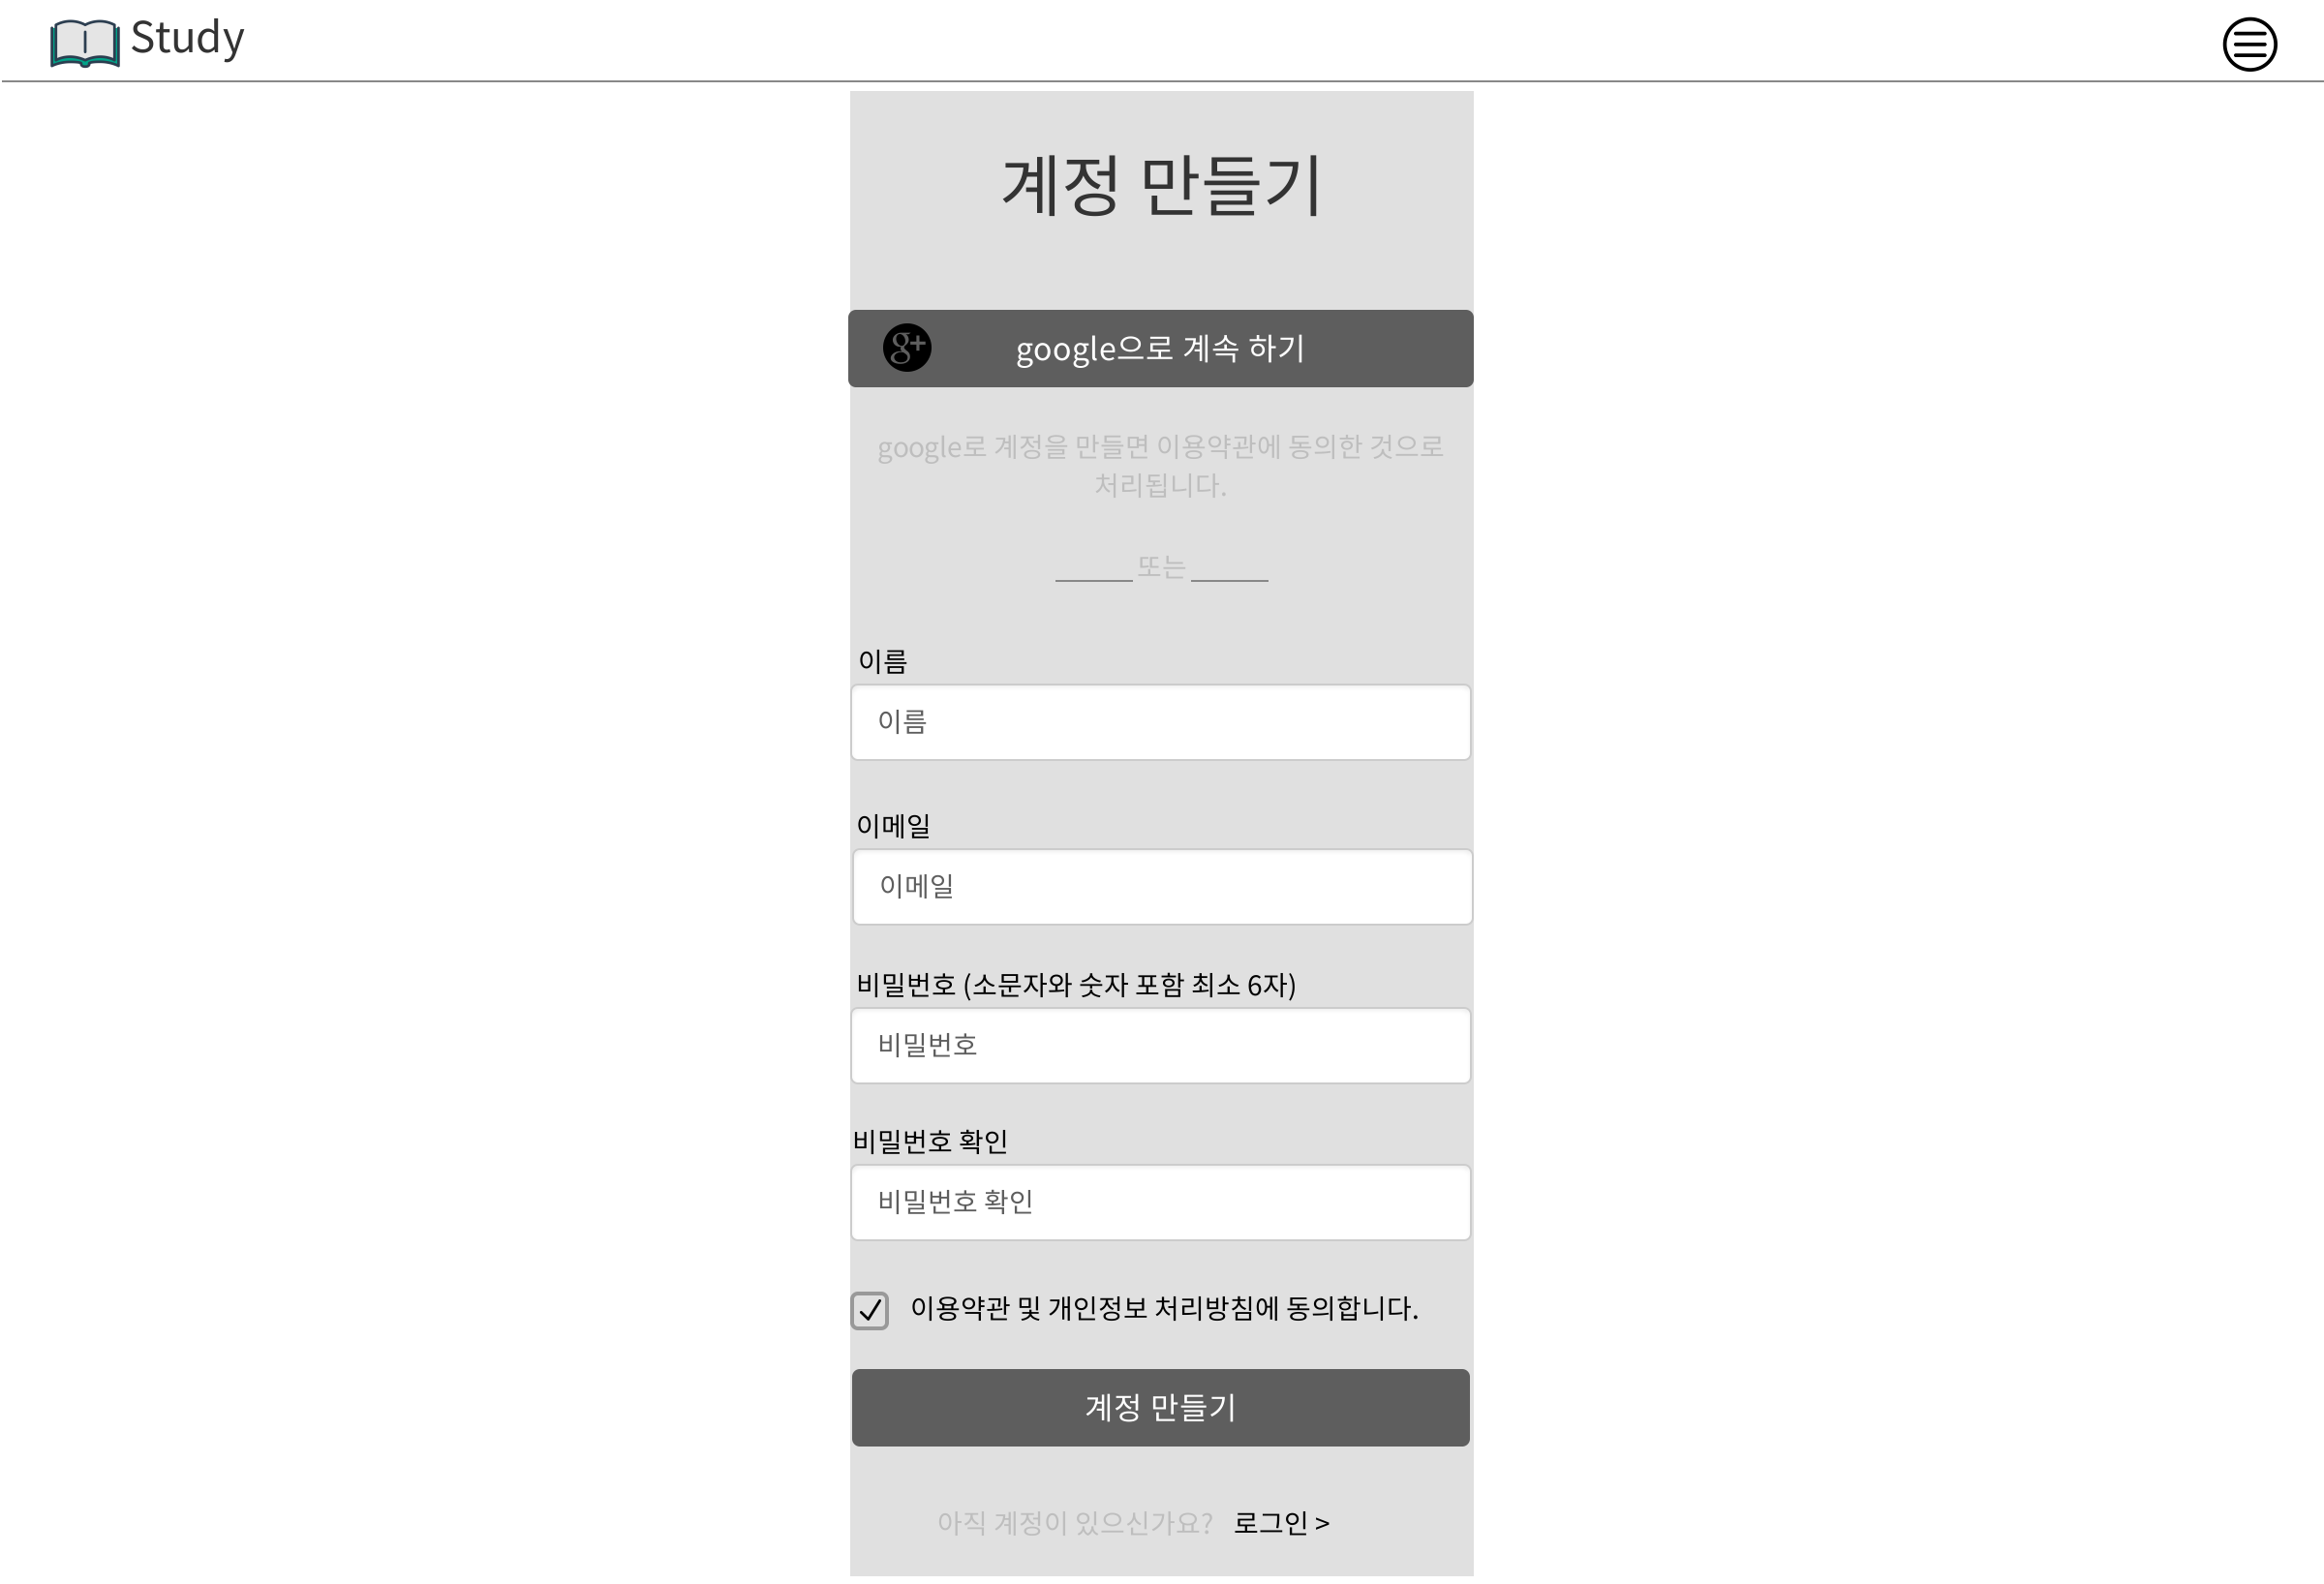 Study
계정 만들기
g+
google으로 계속 하기
google로 계정을 만들면 이용약관에 동의한 것으로
처리됩니다.
또는
이름
이름
이메일
이메일
비밀번호 (소문자와 숫자 포함 최소 6자)
비밀번호
비밀번호 확인
비밀번호 확인
이용약관 및 개인정보 처리방침에 동의합니다.
계정 만들기
아직 계정이 있으신가요? 로그인 >